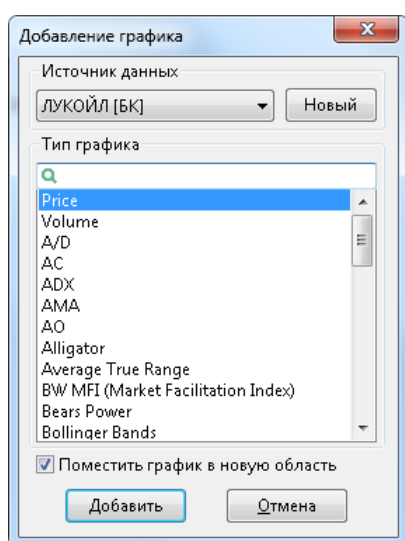 Добавление графика
Источник данных
ЛУКОЙЛ [БК]
Новый
Тип графика
Price
Volume
A/D
AC
ADX
AMA
AO
Alligator
Average True Range
BW MFI (Market Facilitation Index)
Bears Power
Bollinger Bands
Поместить график в новую область
Добавить
Отмена